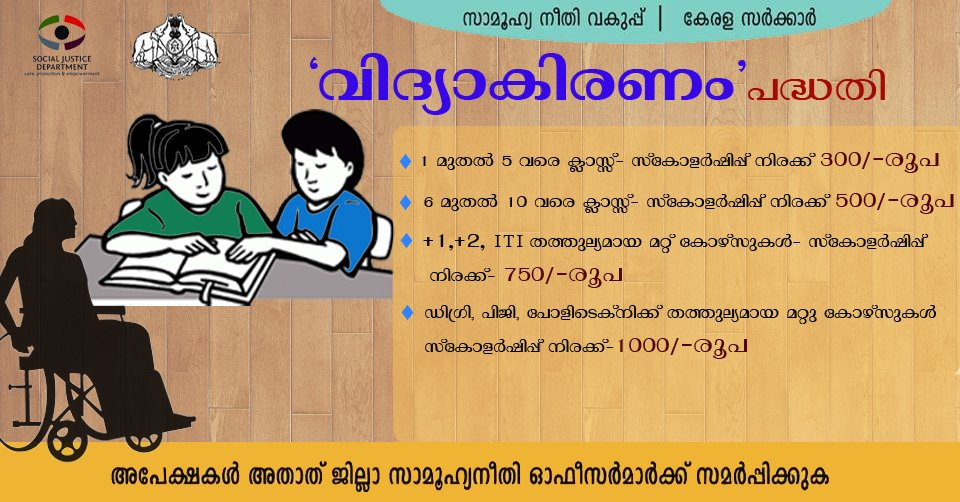 സാമൂഹ്യ നീതി വകുപ്പ് | കേരള സർക്കാർ
SOCIAL JUSTICE
DEPARTMENT
care, protection & empowerment
'വിദ്യാകിരണം' പദ്ധതി
1 മുതൽ 5 വരെ ക്ലാസ്സ്- സ്കോളർഷിപ്പ് നിരക്ക് 300/-രൂപ
6 മുതൽ 10 വരെ ക്ലാസ്സ്- സ്കോളർഷിപ്പ് നിരക്ക് 500/-രൂപ
+1,+2, ITI തത്തുല്യമായ മറ്റ് കോഴ്സുകൾ- സ്കോളർഷിപ്പ്
നിരക്ക്- 750/-രൂപ
ഡിഗ്രി, പിജി, പോളിടെക്നിക്ക് തത്തുല്യമായ മറ്റു കോഴ്സുകൾ
സ്കോളർഷിപ്പ് നിരക്ക്-1000/-രൂപ
അപേക്ഷകൾ അതാത് ജില്ലാ സാമൂഹ്യനീതി ഓഫീസർമാർക്ക് സമർപ്പിക്കുക